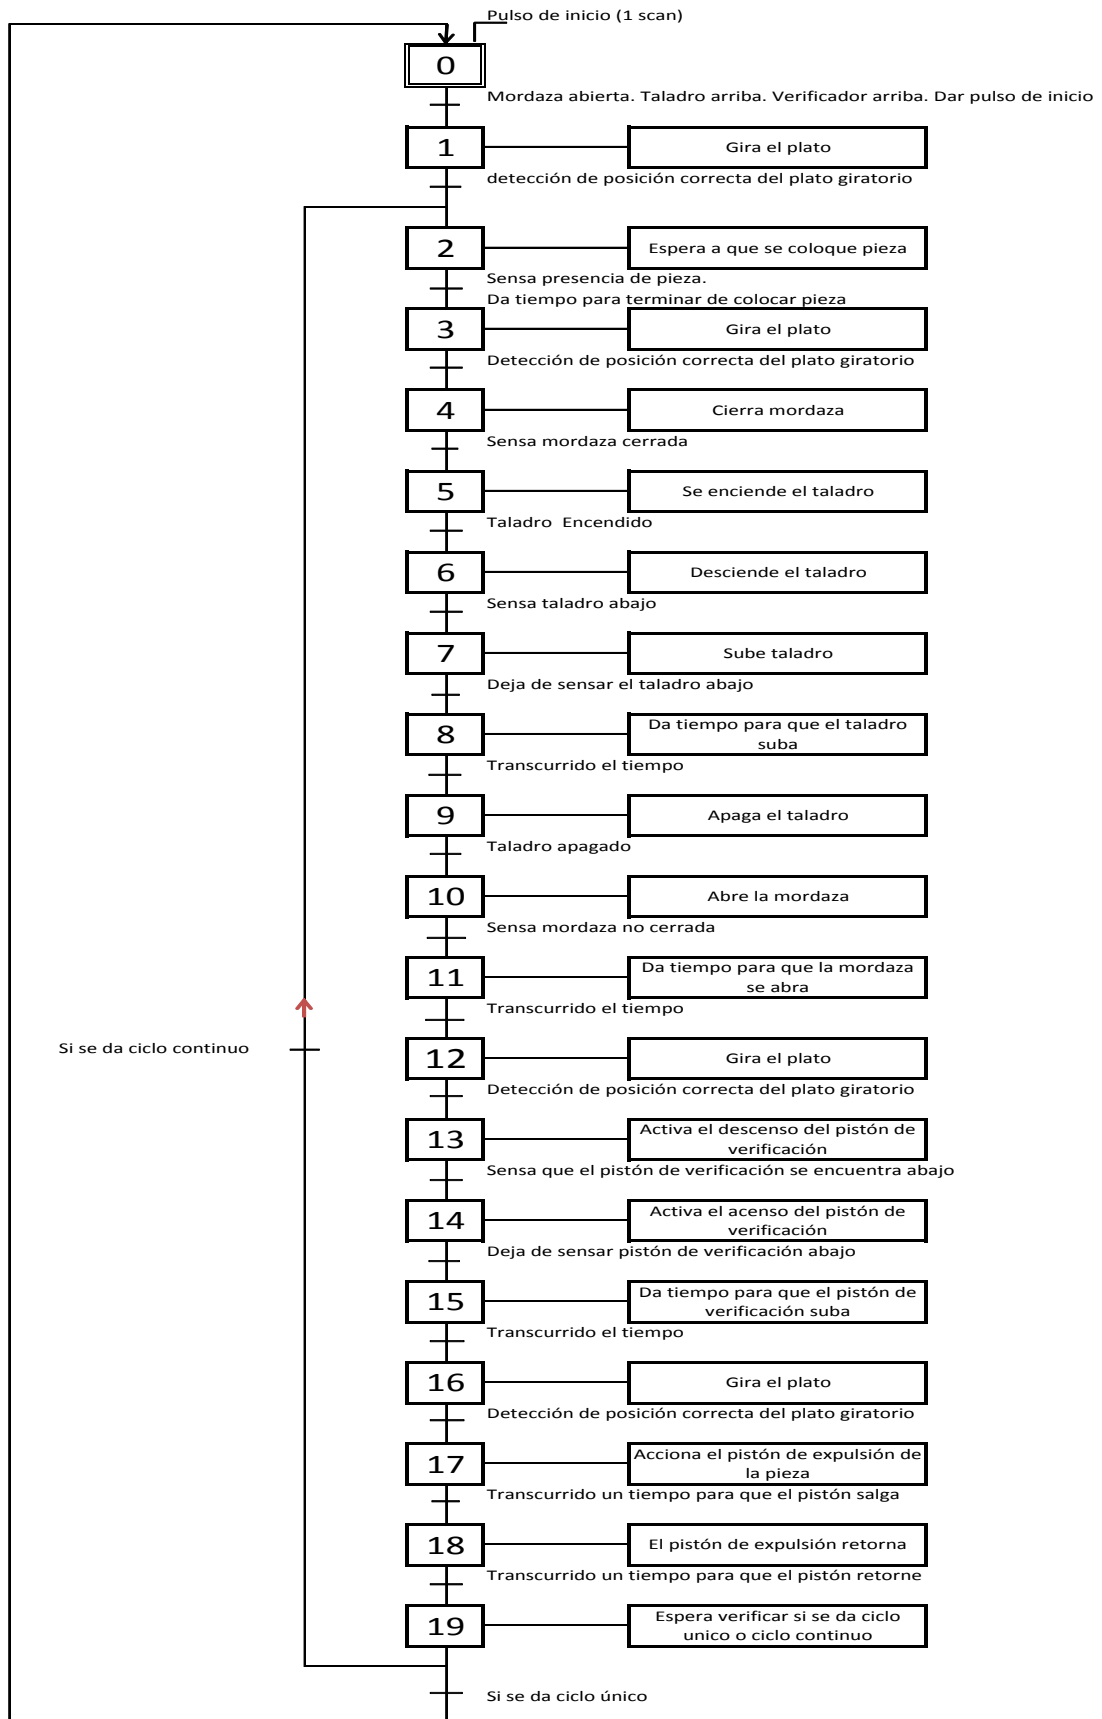 Pulso de inicio (1 scan)
0
Mordaza abierta. Taladro arriba. Verificador arriba. Dar pulso de inicio
1
Gira el plato
detección de posición correcta del plato giratorio
2
Espera a que se coloque pieza
Sensa presencia de pieza.
Da tiempo para terminar de colocar pieza
3
Gira el plato
Detección de posición correcta del plato giratorio
4
Cierra mordaza
Sensa mordaza cerrada
5
Se enciende el taladro
Taladro Encendido
6
Desciende el taladro
Sensa taladro abajo
7
Sube taladro
Deja de sensar el taladro abajo
8
Da tiempo para que el taladro
suba
Transcurrido el tiempo
9
Apaga el taladro
Taladro apagado
10
Abre la mordaza
Sensa mordaza no cerrada
11
Da tiempo para que la mordaza
se abra
Transcurrido el tiempo
Si se da ciclo continuo
12
Gira el plato
Detección de posición correcta del plato giratorio
13
Activa el descenso del pistón de
verificación
Sensa que el pistón de verificación se encuentra abajo
14
Activa el acenso del pistón de
verificación
Deja de sensar pistón de verificación abajo
15
Da tiempo para que el pistón de
verificación suba
Transcurrido el tiempo
16
Gira el plato
Detección de posición correcta del plato giratorio
17
Acciona el pistón de expulsión de
la pieza
Transcurrido un tiempo para que el pistón salga
18
El pistón de expulsión retorna
Transcurrido un tiempo para que el pistón retorne
19
Espera verificar si se da ciclo
unico o ciclo continuo
Si se da ciclo único